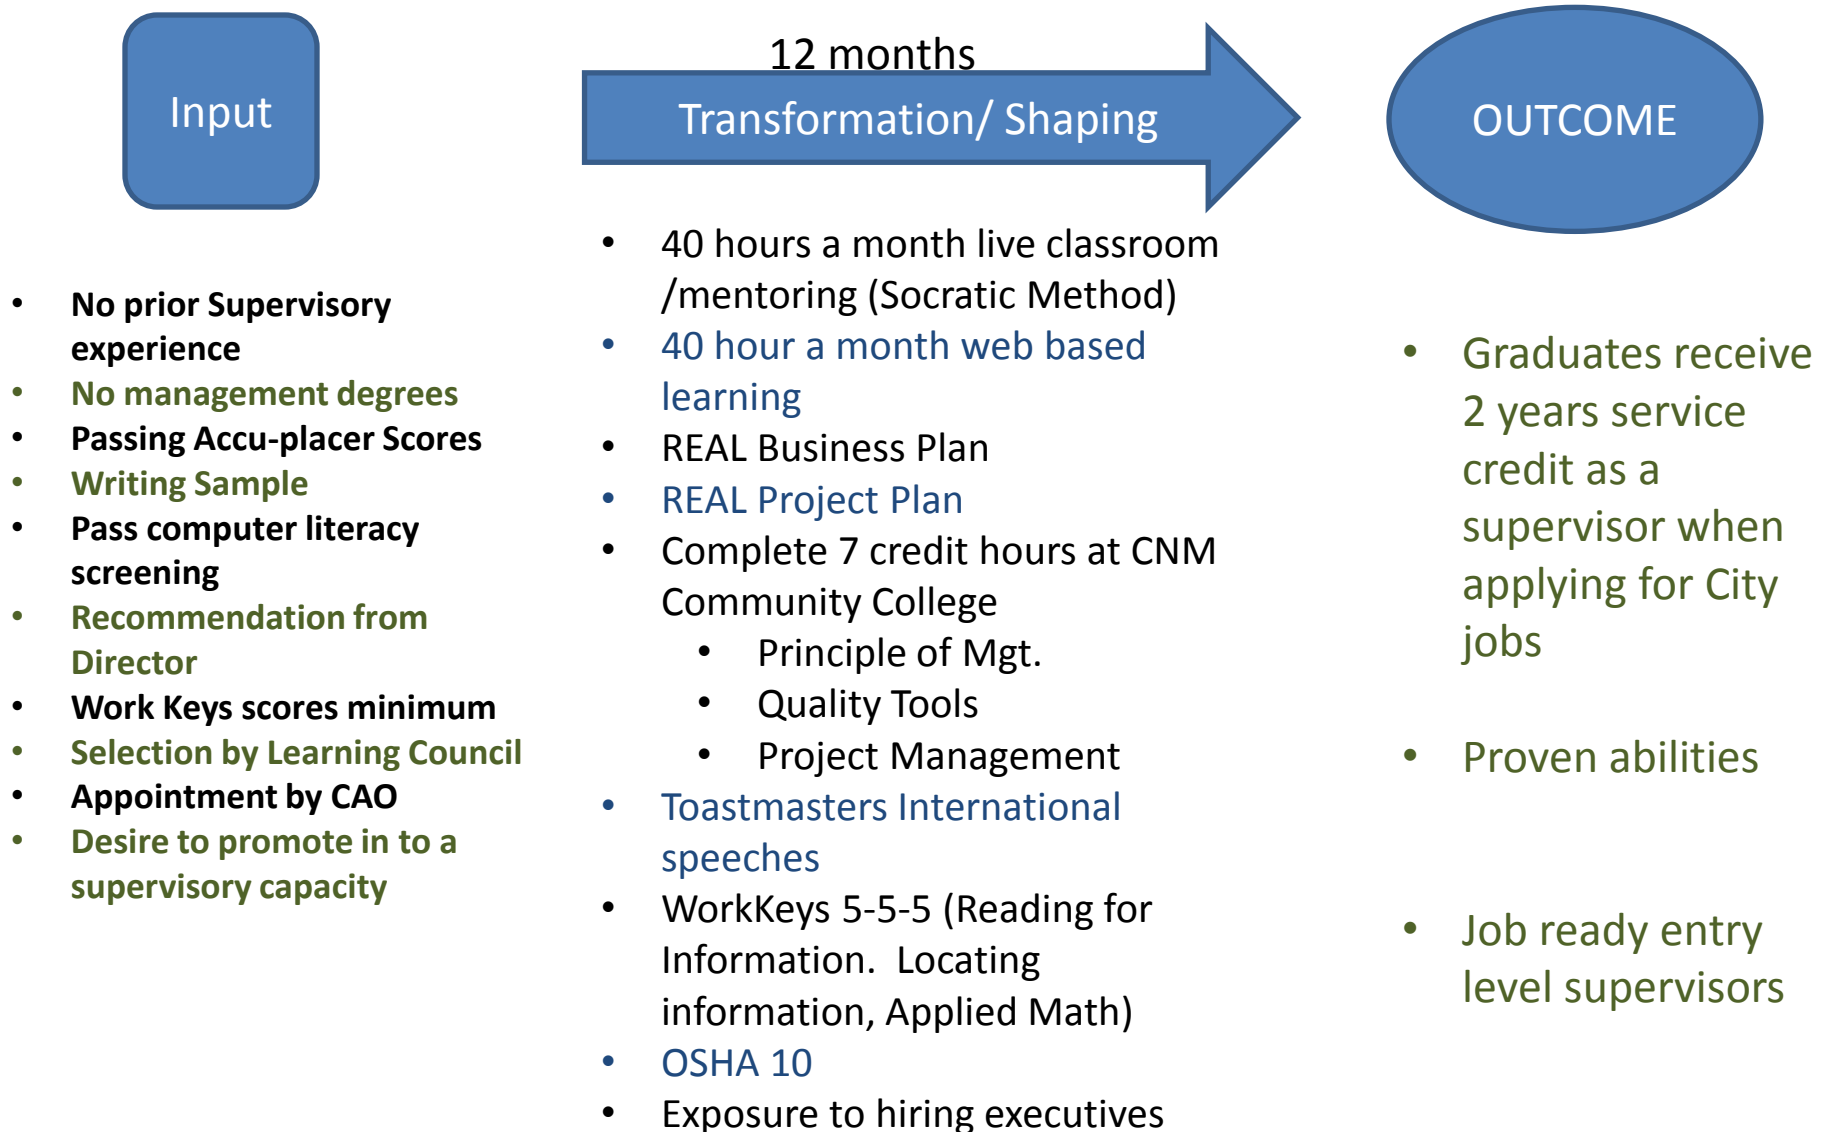 Input
• No prior Supervisory
experience
• No management degrees
• Passing Accu-placer Scores
• Writing Sample
• Pass computer literacy
screening
• Recommendation from
Director
• Work Keys scores minimum
• Selection by Learning Council
• Appointment by CAO
• Desire to promote in to a
supervisory capacity
12 months
Transformation/ Shaping
• 40 hours a month live classroom
/mentoring (Socratic Method)
• 40 hour a month web based
learning
• REAL Business Plan
• REAL Project Plan
• Complete 7 credit hours at CNM
Community College
• Principle of Mgt.
• Quality Tools
• Project Management
• Toastmasters International
speeches
• WorkKeys 5-5-5 (Reading for
Information.  Locating
information, Applied Math)
• OSHA 10
• Exposure to hiring executives
OUTCOME
• Graduates receive
2 years service
credit as a
supervisor when
applying for City
jobs
• Proven abilities
• Job ready entry
level supervisors